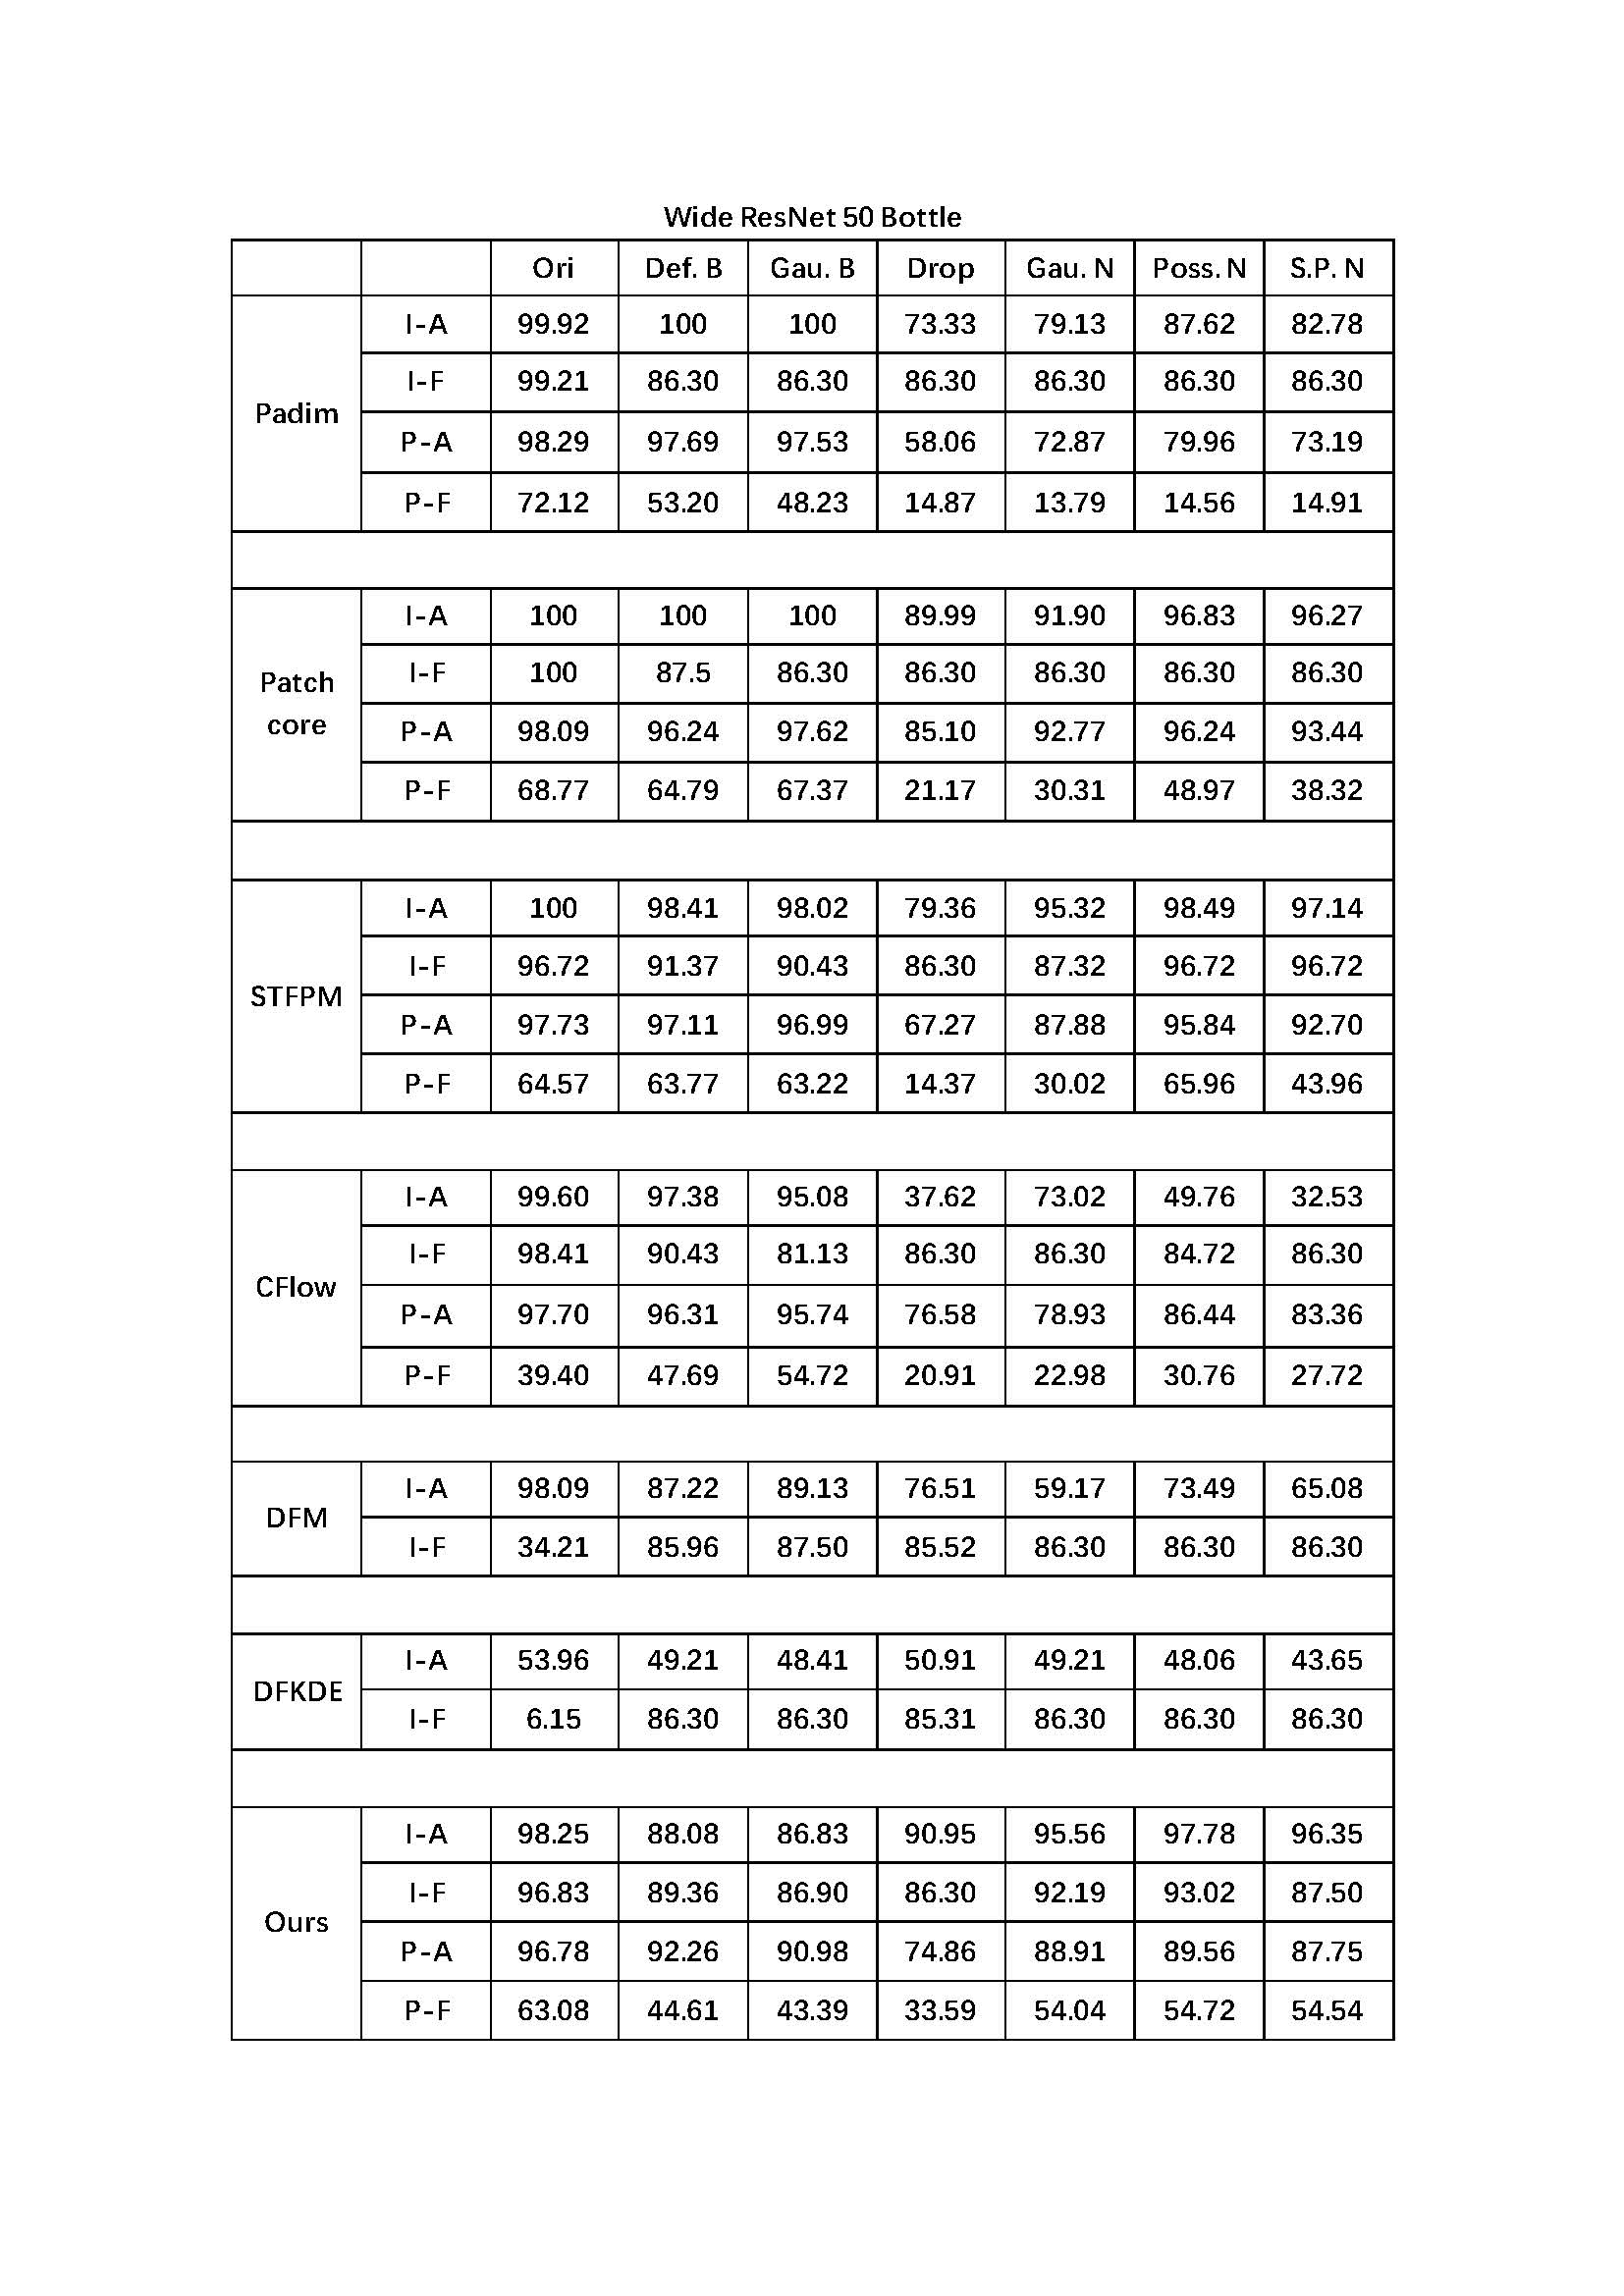 Wide ResNet 50 Bottle
Ori Def. B Gau. B Drop Gau. N Poss. N S.P. N
Padim
I-A 99.92 100 100 73.33 79.13 87.62 82.78
I-F 99.21 86.30 86.30 86.30 86.30 86.30 86.30
P-A 98.29 97.69 97.53 58.06 72.87 79.96 73.19
P-F 72.12 53.20 48.23 14.87 13.79 14.56 14.91
Patch
core
I-A 100 100 100 89.99 91.90 96.83 96.27
I-F 100 87.5 86.30 86.30 86.30 86.30 86.30
P-A 98.09 96.24 97.62 85.10 92.77 96.24 93.44
P-F 68.77 64.79 67.37 21.17 30.31 48.97 38.32
STFPM
I-A 100 98.41 98.02 79.36 95.32 98.49 97.14
I-F 96.72 91.37 90.43 86.30 87.32 96.72 96.72
P-A 97.73 97.11 96.99 67.27 87.88 95.84 92.70
P-F 64.57 63.77 63.22 14.37 30.02 65.96 43.96
CFlow
I-A 99.60 97.38 95.08 37.62 73.02 49.76 32.53
I-F 98.41 90.43 81.13 86.30 86.30 84.72 86.30
P-A 97.70 96.31 95.74 76.58 78.93 86.44 83.36
P-F 39.40 47.69 54.72 20.91 22.98 30.76 27.72
DFM
I-A 98.09 87.22 89.13 76.51 59.17 73.49 65.08
I-F 34.21 85.96 87.50 85.52 86.30 86.30 86.30
DFKDE
I-A 53.96 49.21 48.41 50.91 49.21 48.06 43.65
I-F 6.15 86.30 86.30 85.31 86.30 86.30 86.30
Ours
I-A 98.25 88.08 86.83 90.95 95.56 97.78 96.35
I-F 96.83 89.36 86.90 86.30 92.19 93.02 87.50
P-A 96.78 92.26 90.98 74.86 88.91 89.56 87.75
P-F 63.08 44.61 43.39 33.59 54.04 54.72 54.54